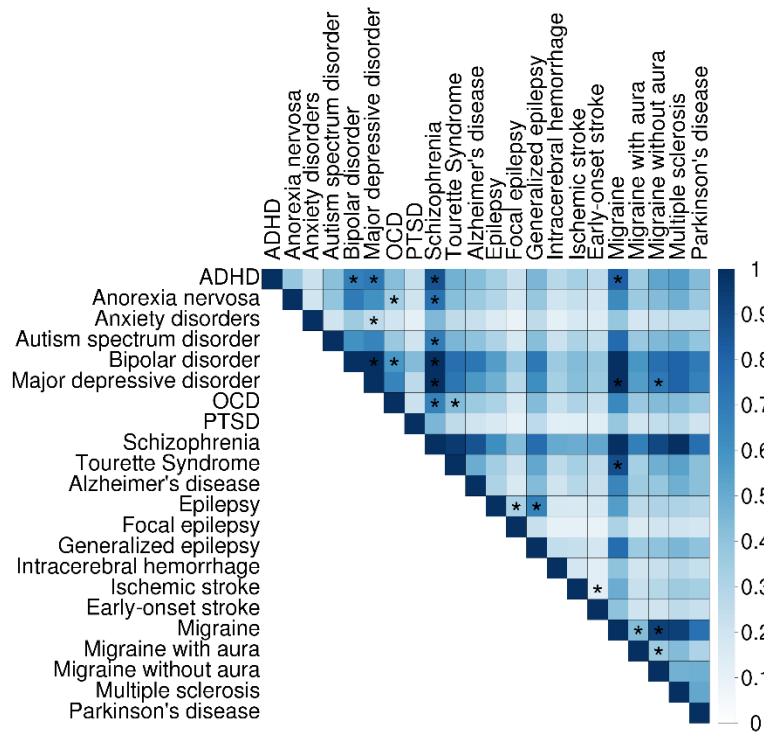 ADHD
Anorexia nervosa
Anxiety disorders
Autism spectrum disorder
Bipolar disorder
Major depressive disorder
OCD
PTSD
Schizophrenia
Tourette Syndrome
Alzheimer's disease
Epilepsy
Focal epilepsy
Generalized epilepsy
Intracerebral hemorrhage
Ischemic stroke
Early-onset stroke
Migraine
Migraine with aura
Migraine without aura
Multiple sclerosis
Parkinson's disease
ADHD * * * *
Anorexia nervosa * *
Anxiety disorders *
Autism spectrum disorder *
Bipolar disorder * * *
Major depressive disorder * * *
OCD * *
PTSD
Schizophrenia
Tourette Syndrome *
Alzheimer's disease
Epilepsy * *
Focal epilepsy
Generalized epilepsy
Intracerebral hemorrhage
Ischemic stroke *
Early-onset stroke
Migraine * *
Migraine with aura *
Migraine without aura
Multiple sclerosis
Parkinson's disease
1
0.9
0.8
0.7
0.6
0.5
0.4
0.3
0.2
0.1
0